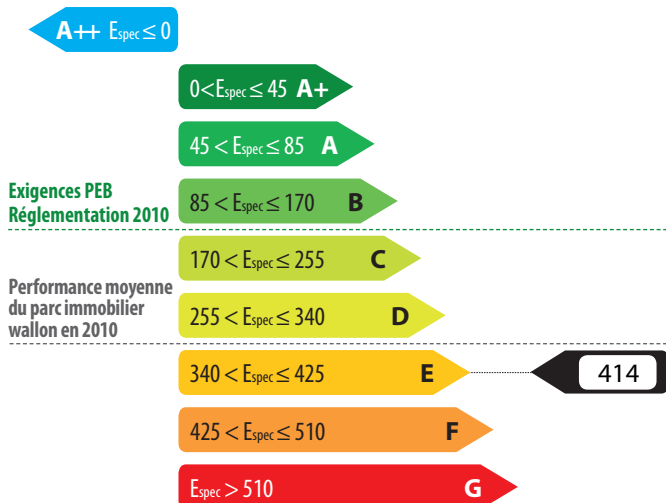 A++ Espec ≤ 0
0 < Espec ≤ 45 A+
45 < Espec ≤ 85 A
Exigences PEB
Réglementation 2010
85 < Espec ≤ 170 B
170 < Espec ≤ 255 C
Performance moyenne
du parc immobilier
wallon en 2010
255 < Espec ≤ 340 D
340 < Espec ≤ 425 E 414
425 < Espec ≤ 510 F
Espec > 510 G